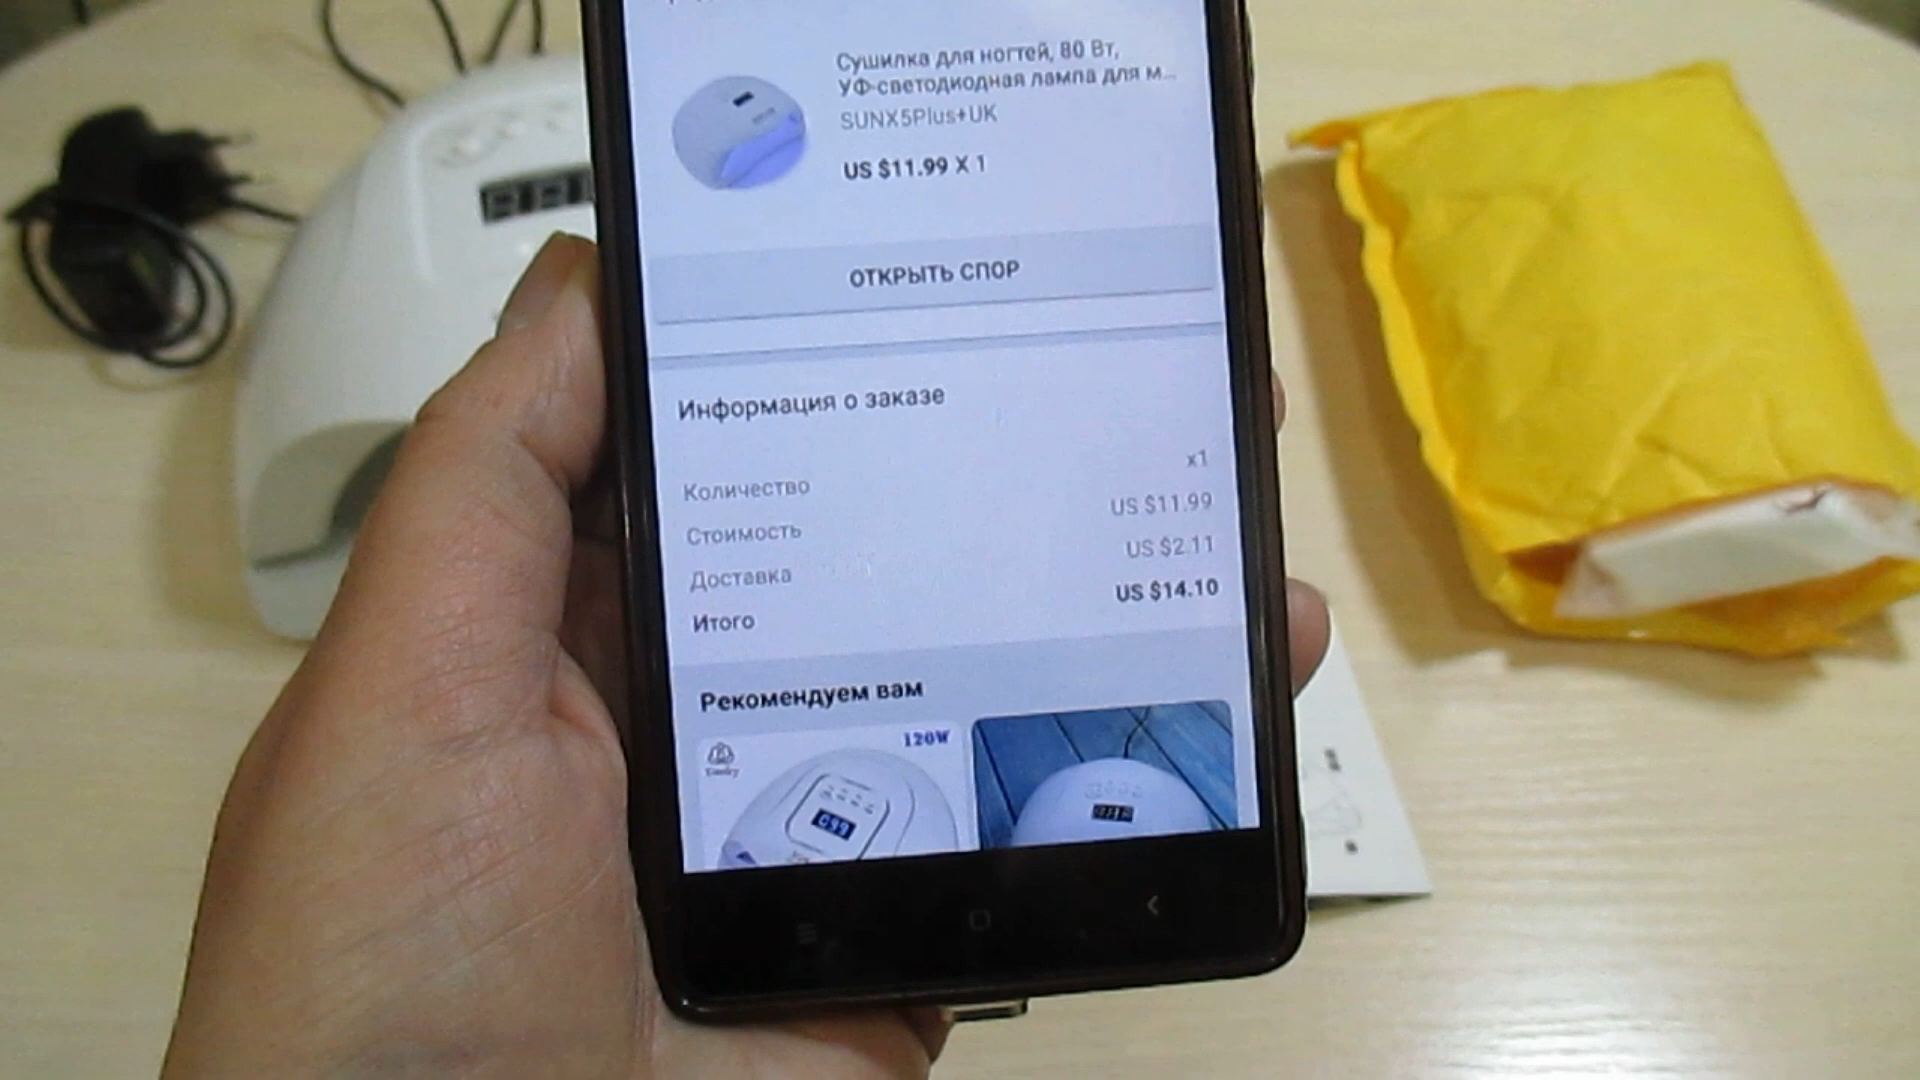 Сушилка для ногтей, 80 Вт,
УФ-светодиодная лампа для м...
SUNX5Plus+UK
US $11.99 X 1
ОТКРЫТЬ СПОР
Информация о заказе
Количество
x1
Стоимость
US $11.99
Доставка
US $2.11
Итого
US $14.10
Рекомендуем вам
120W